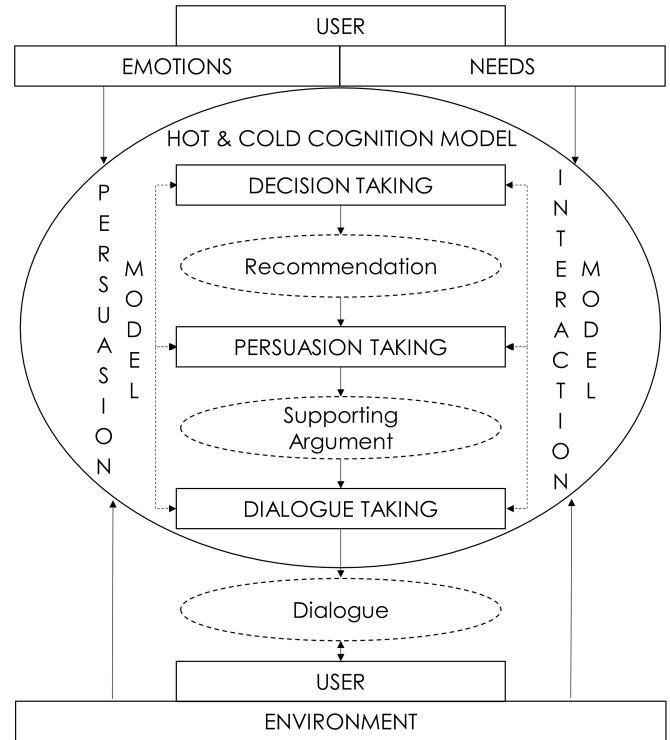 USER
EMOTIONS
NEEDS
HOT & COLD COGNITION MODEL
PERSUASION
MODEL
DECISION TAKING
Recommendation
PERSUASION TAKING
Supporting
Argument
DIALOGUE TAKING
INTERACTION
MODEL
Dialogue
USER
ENVIRONMENT